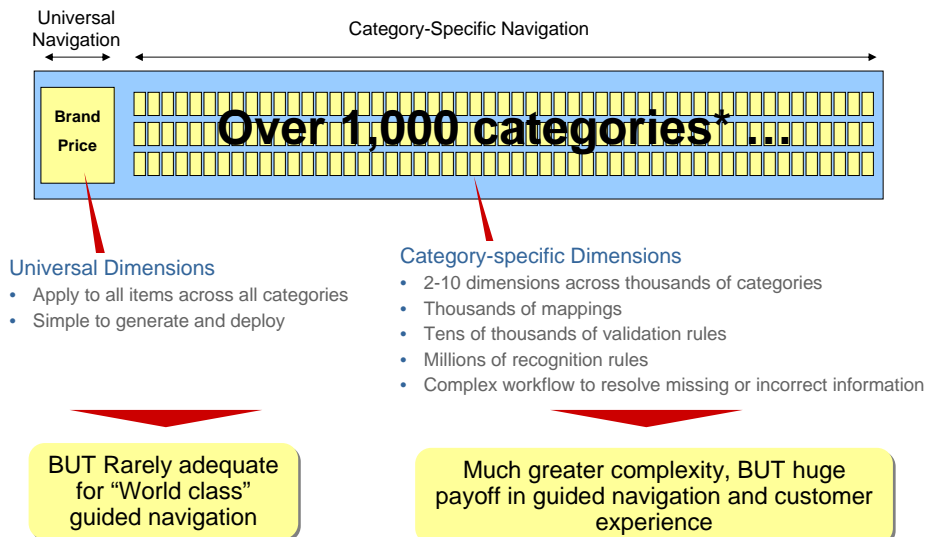 Universal
Navigation
Category-Specific Navigation
Brand
Price
Over 1,000 categories* ...
Universal Dimensions
• Apply to all items across all categories
• Simple to generate and deploy
Category-specific Dimensions
• 2-10 dimensions across thousands of categories
• Thousands of mappings
• Tens of thousands of validation rules
• Millions of recognition rules
• Complex workflow to resolve missing or incorrect information
BUT Rarely adequate
for “World class”
guided navigation
Much greater complexity, BUT huge
payoff in guided navigation and customer
experience